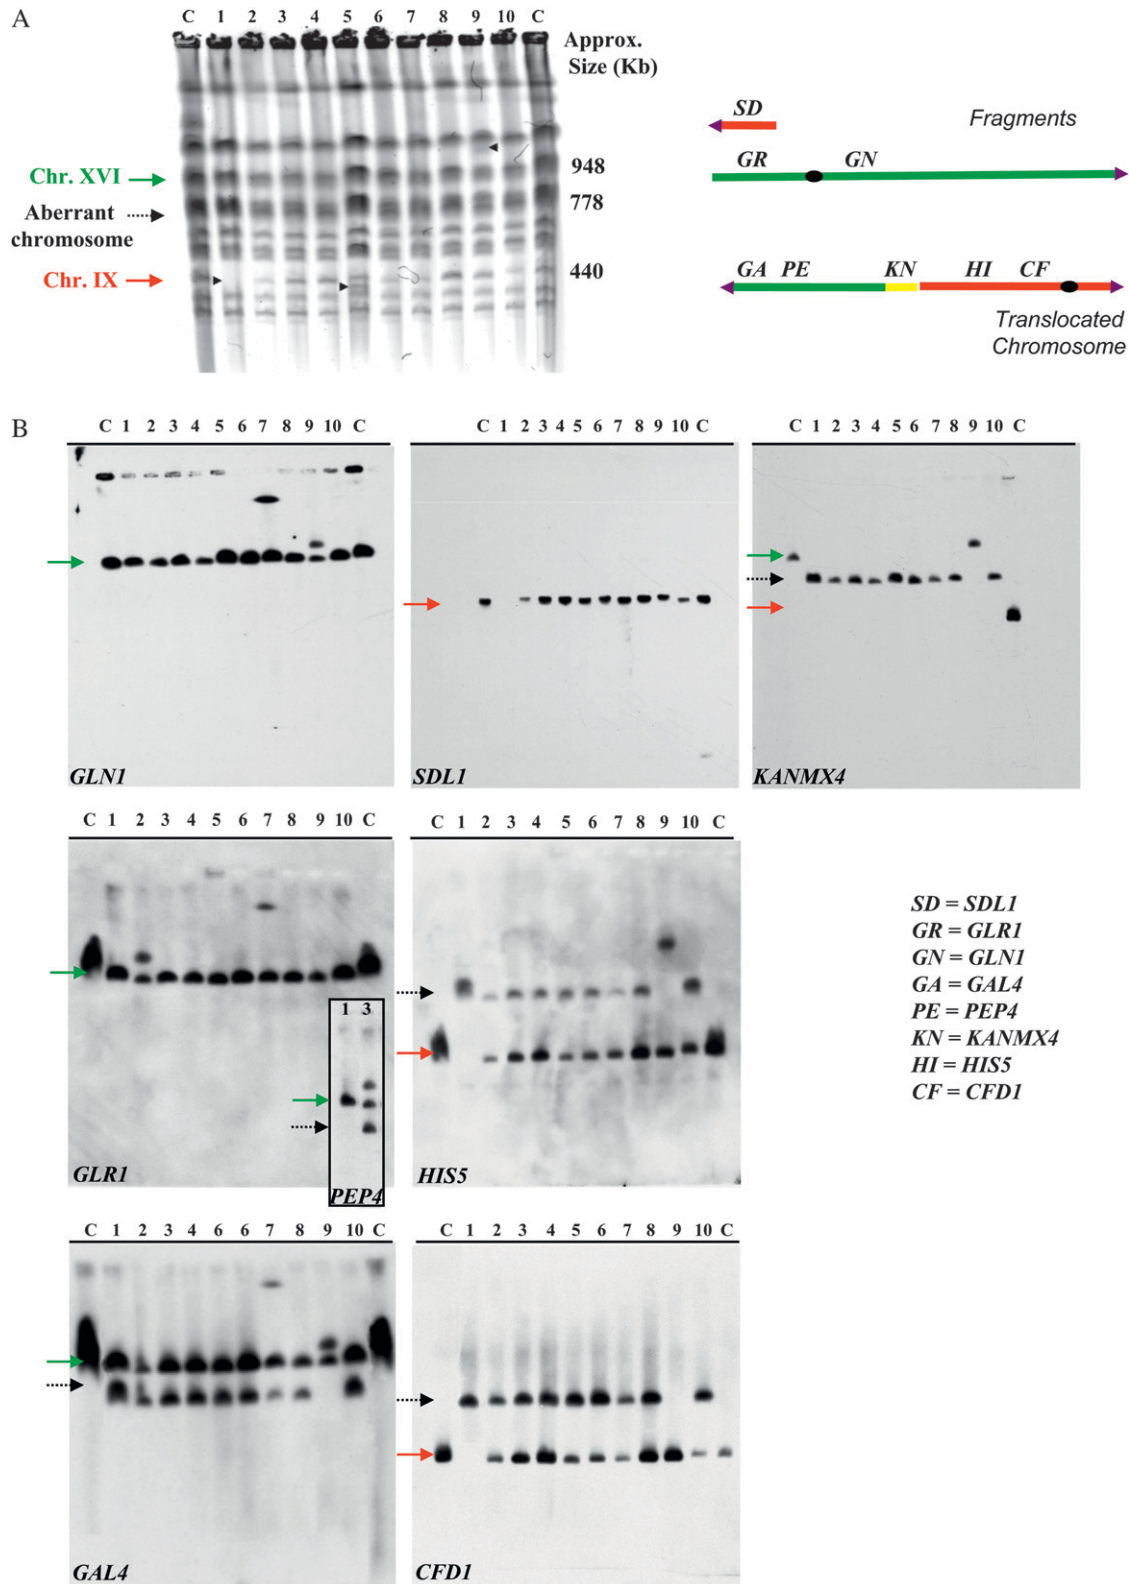 A
C 1 2 3 4 5 6 7 8 9 10 C
Approx.
Size (Kb)
Chr. XVI
Aberrant
chromosome
Chr. IX
948
778
440
SD
Fragments
GR GN
GA PE KN HI CF
Translocated
Chromosome
B
C 1 2 3 4 5 6 7 8 9 10 C
GLN1
C 1 2 3 4 5 6 7 8 9 10 C
SDL1
C 1 2 3 4 5 6 7 8 9 10 C
KANMX4
C 1 2 3 4 5 6 7 8 9 10 C
GLR1
1 3
PEP4
C 1 2 3 4 5 6 7 8 9 10 C
HIS5
SD = SDL1
GR = GLR1
GN = GLN1
GA = GAL4
PE = PEP4
KN = KANMX4
HI = HIS5
CF = CFD1
C 1 2 3 4 5 6 7 8 9 10 C
GAL4
C 1 2 3 4 5 6 7 8 9 10 C
CFD1